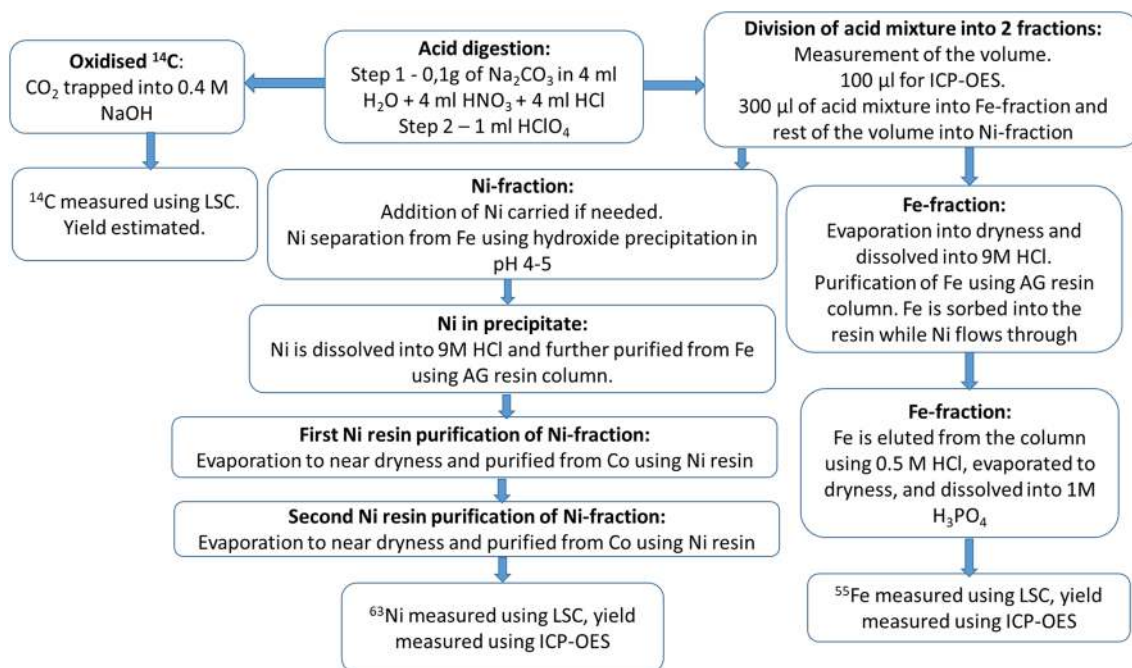 Oxidised ¹⁴C:
CO₂ trapped into 0.4 M
NaOH
Acid digestion:
Step 1 - 0,1g of Na₂CO₃ in 4 ml
H₂O + 4 ml HNO₃ + 4 ml HCl
Step 2 – 1 ml HClO₄
Division of acid mixture into 2 fractions:
Measurement of the volume.
100 µl for ICP-OES.
300 µl of acid mixture into Fe-fraction and
rest of the volume into Ni-fraction
¹⁴C measured using LSC.
Yield estimated.
Ni-fraction:
Addition of Ni carried if needed.
Ni separation from Fe using hydroxide precipitation in
pH 4-5
Ni in precipitate:
Ni is dissolved into 9M HCl and further purified from Fe
using AG resin column.
First Ni resin purification of Ni-fraction:
Evaporation to near dryness and purified from Co using Ni resin
Second Ni resin purification of Ni-fraction:
Evaporation to near dryness and purified from Co using Ni resin
⁶³Ni measured using LSC, yield
measured using ICP-OES
Fe-fraction:
Evaporation into dryness and
dissolved into 9M HCl.
Purification of Fe using AG resin
column. Fe is sorbed into the
resin while Ni flows through
Fe-fraction:
Fe is eluted from the column
using 0.5 M HCl, evaporated to
dryness, and dissolved into 1M
H₃PO₄
⁵⁵Fe measured using LSC, yield
measured using ICP-OES